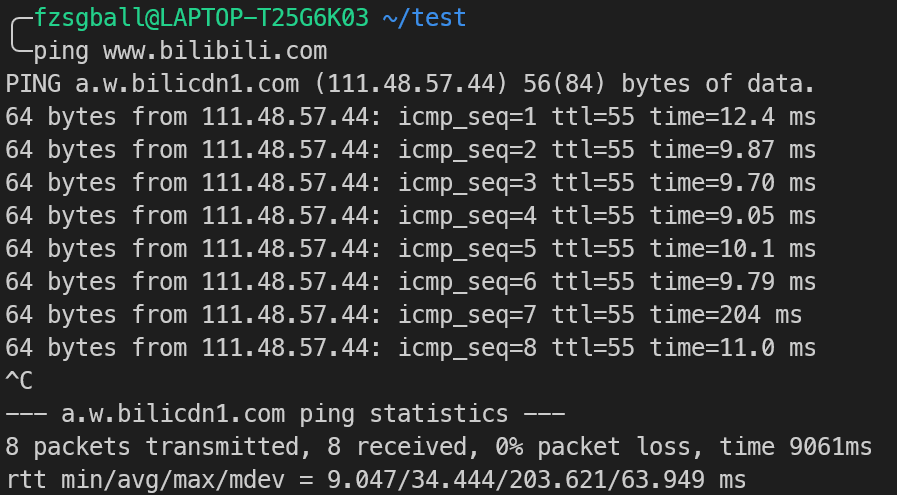 ╭─fzsgball@LAPTOP-T25G6K03 ~/test
╰─ping www.bilibili.com
PING a.w.bilicdn1.com (111.48.57.44) 56(84) bytes of data.
64 bytes from 111.48.57.44: icmp_seq=1 ttl=55 time=12.4 ms
64 bytes from 111.48.57.44: icmp_seq=2 ttl=55 time=9.87 ms
64 bytes from 111.48.57.44: icmp_seq=3 ttl=55 time=9.70 ms
64 bytes from 111.48.57.44: icmp_seq=4 ttl=55 time=9.05 ms
64 bytes from 111.48.57.44: icmp_seq=5 ttl=55 time=10.1 ms
64 bytes from 111.48.57.44: icmp_seq=6 ttl=55 time=9.79 ms
64 bytes from 111.48.57.44: icmp_seq=7 ttl=55 time=204 ms
64 bytes from 111.48.57.44: icmp_seq=8 ttl=55 time=11.0 ms
^C
--- a.w.bilicdn1.com ping statistics ---
8 packets transmitted, 8 received, 0% packet loss, time 9061ms
rtt min/avg/max/mdev = 9.047/34.444/203.621/63.949 ms